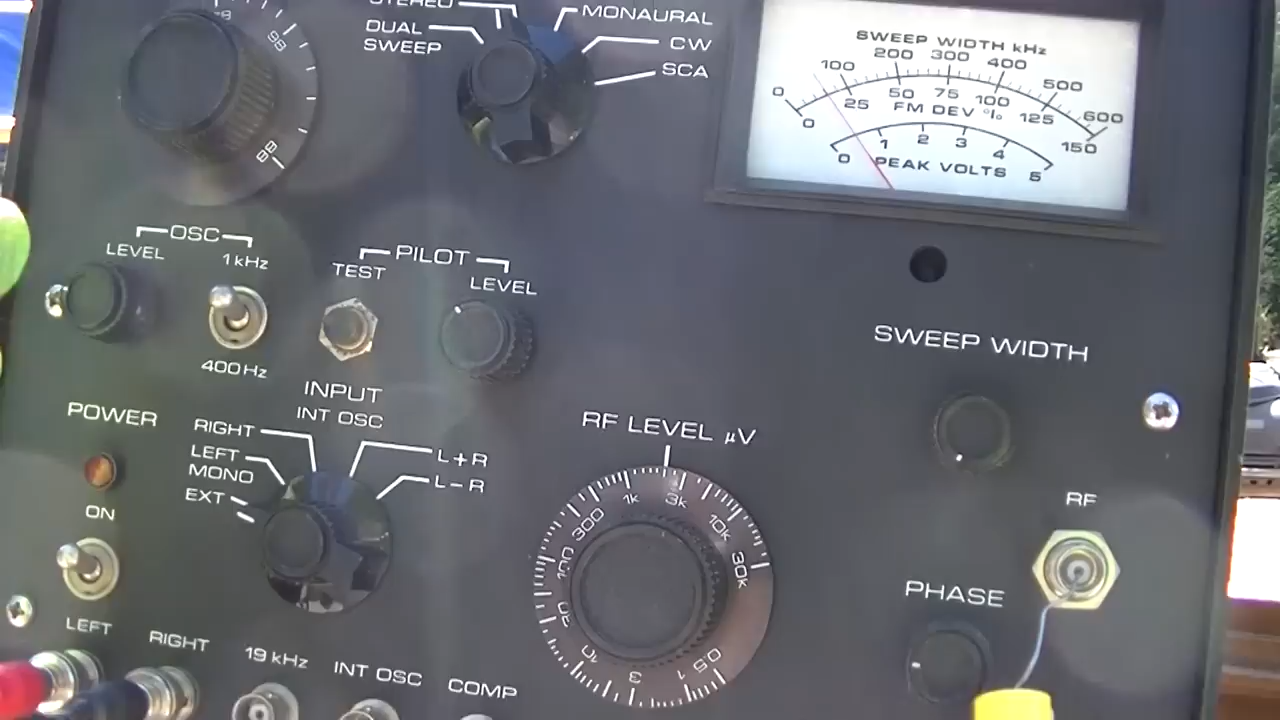 STEREO
MONAURAL
DUAL
SWEEP
CW
SCA
98
88
SWEEP WIDTH kHz
0 100 200 300 400 500 600
0 25 50 75 100 125 150
FM DEV %
0 1 2 3 4 5
PEAK VOLTS
OSC
LEVEL
1 kHz
400 Hz
PILOT
TEST
LEVEL
SWEEP WIDTH
POWER
ON
INPUT
INT OSC
RIGHT
LEFT
MONO
EXT
L+R
L-R
RF LEVEL µV
0.5 1 3 10 100 300 1k 3k 10k 30k
RF
PHASE
LEFT
RIGHT
19 kHz
INT OSC
COMP